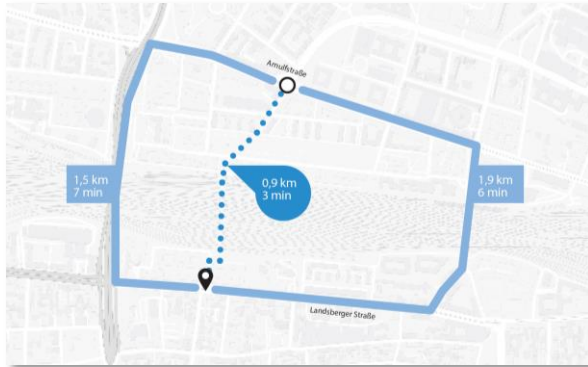 Arnulfstraße
1,5 km
7 min
0,9 km
3 min
1,9 km
6 min
Landsberger Straße